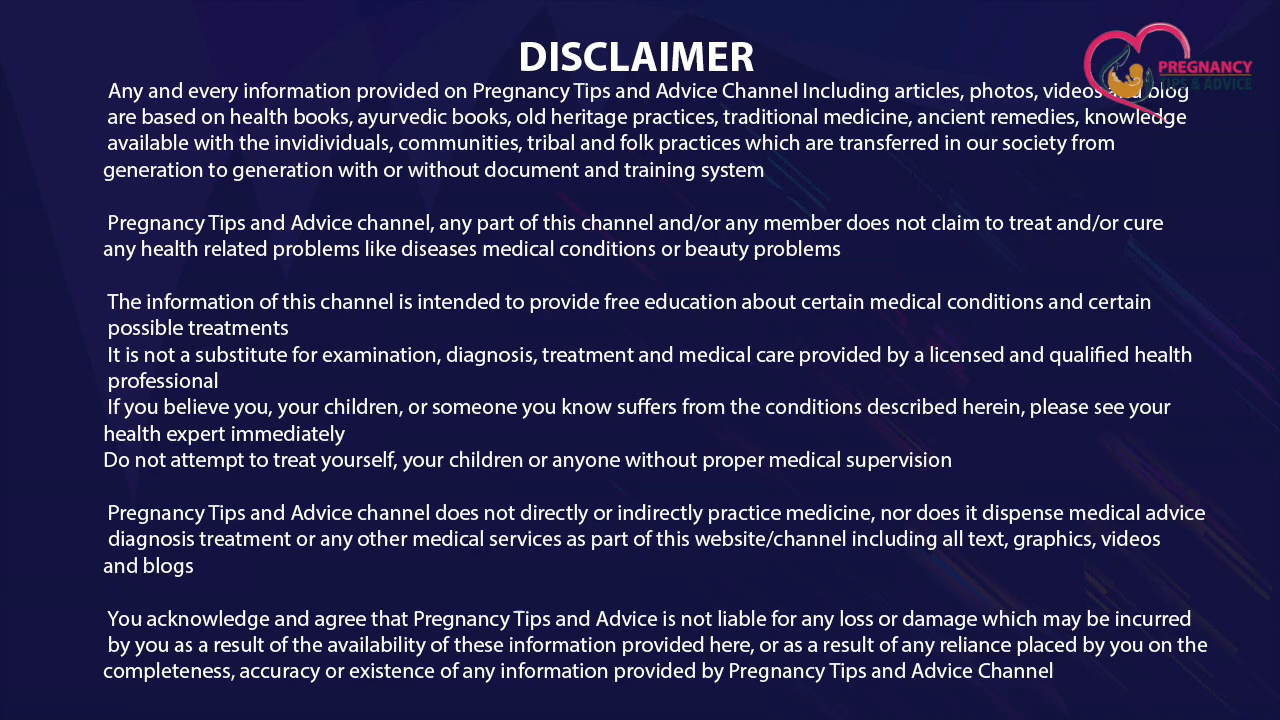 DISCLAIMER
PREGNANCY
TIPS & ADVICE
Any and every information provided on Pregnancy Tips and Advice Channel Including articles, photos, videos and blog
are based on health books, ayurvedic books, old heritage practices, traditional medicine, ancient remedies, knowledge
available with the invidividuals, communities, tribal and folk practices which are transferred in our society from
generation to generation with or without document and training system
Pregnancy Tips and Advice channel, any part of this channel and/or any member does not claim to treat and/or cure
any health related problems like diseases medical conditions or beauty problems
The information of this channel is intended to provide free education about certain medical conditions and certain
possible treatments
It is not a substitute for examination, diagnosis, treatment and medical care provided by a licensed and qualified health
professional
If you believe you, your children, or someone you know suffers from the conditions described herein, please see your
health expert immediately
Do not attempt to treat yourself, your children or anyone without proper medical supervision
Pregnancy Tips and Advice channel does not directly or indirectly practice medicine, nor does it dispense medical advice
diagnosis treatment or any other medical services as part of this website/channel including all text, graphics, videos
and blogs
You acknowledge and agree that Pregnancy Tips and Advice is not liable for any loss or damage which may be incurred
by you as a result of the availability of these information provided here, or as a result of any reliance placed by you on the
completeness, accuracy or existence of any information provided by Pregnancy Tips and Advice Channel